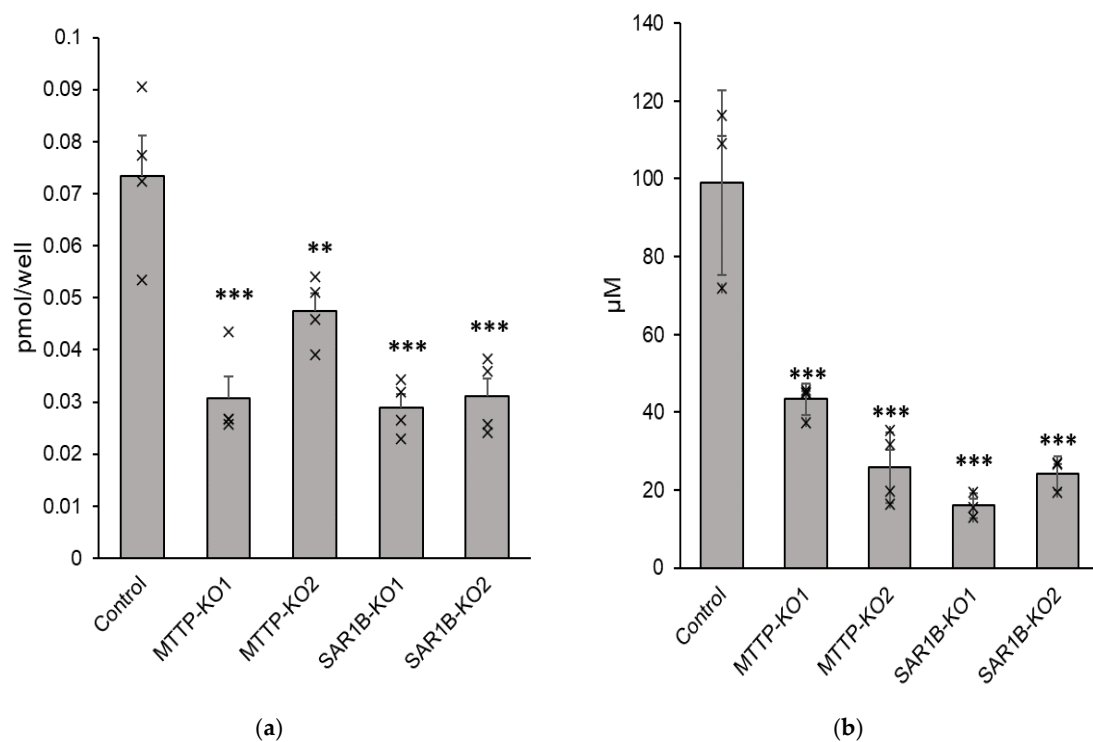 0.1
0.09
0.08
0.07
0.06
0.05
0.04
0.03
0.02
0.01
0
pmol/well
***
**
***
***
Control
MTTP-KO1
MTTP-KO2
SAR1B-KO1
SAR1B-KO2
(a)
140
120
100
80
60
40
20
0
µM
***
***
***
***
Control
MTTP-KO1
MTTP-KO2
SAR1B-KO1
SAR1B-KO2
(b)